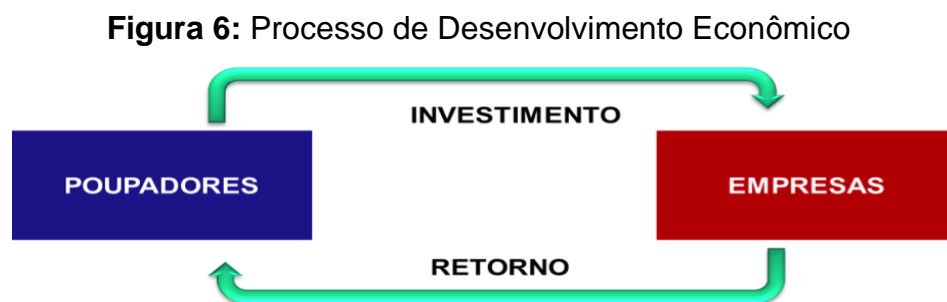 Figura 6: Processo de Desenvolvimento Econômico
INVESTIMENTO
POUPADORES
EMPRESAS
RETORNO